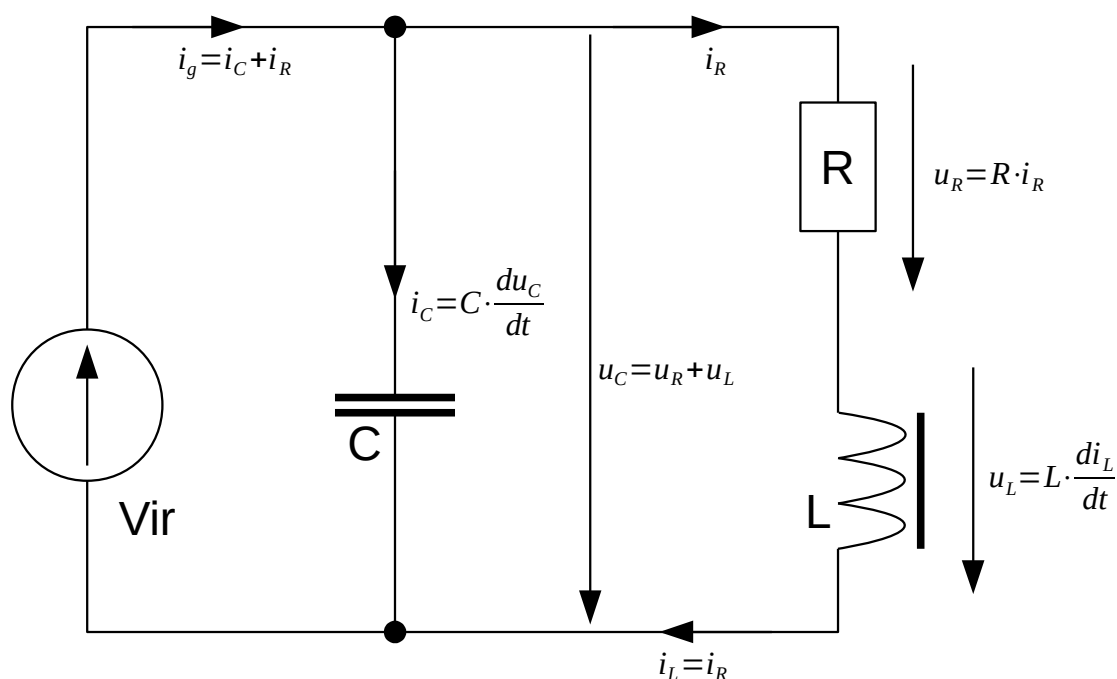 i_g=i_C+i_R
i_R
R
u_R=R·i_R
i_C=C·du_C/dt
u_C=u_R+u_L
C
u_L=L·di_L/dt
L
Vir
i_L=i_R